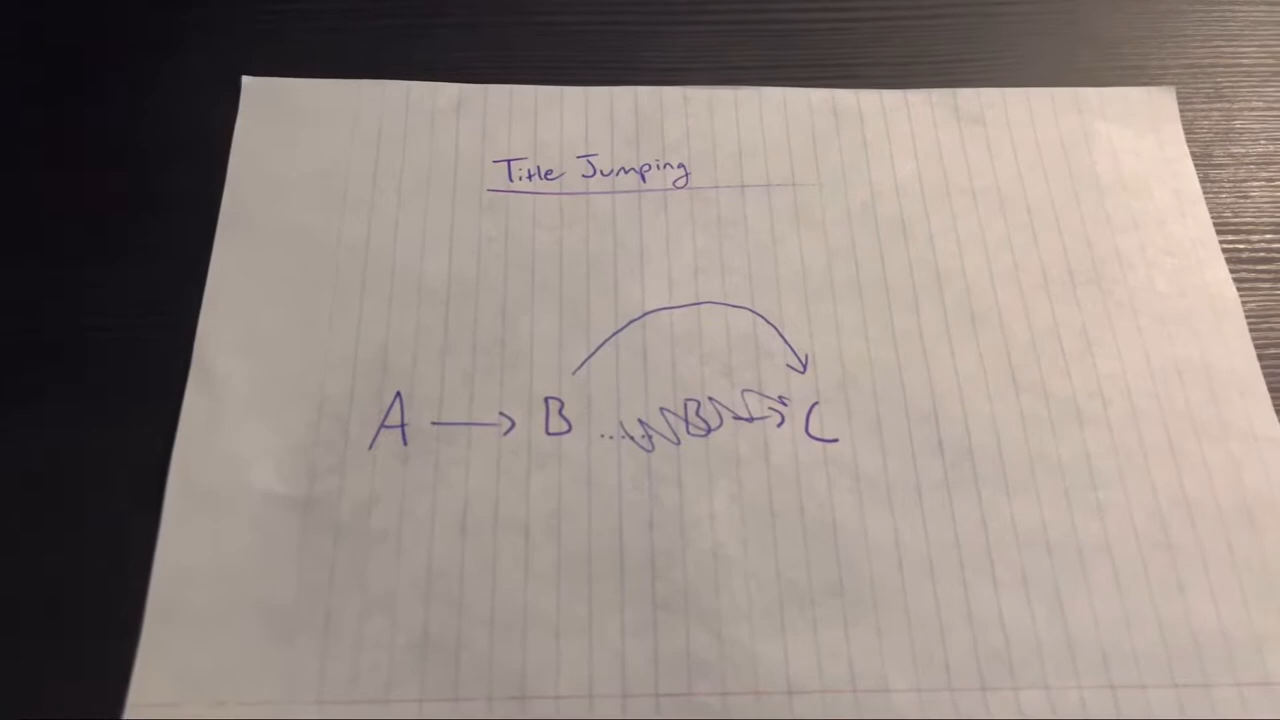 Title Jumping
A → B ... → C